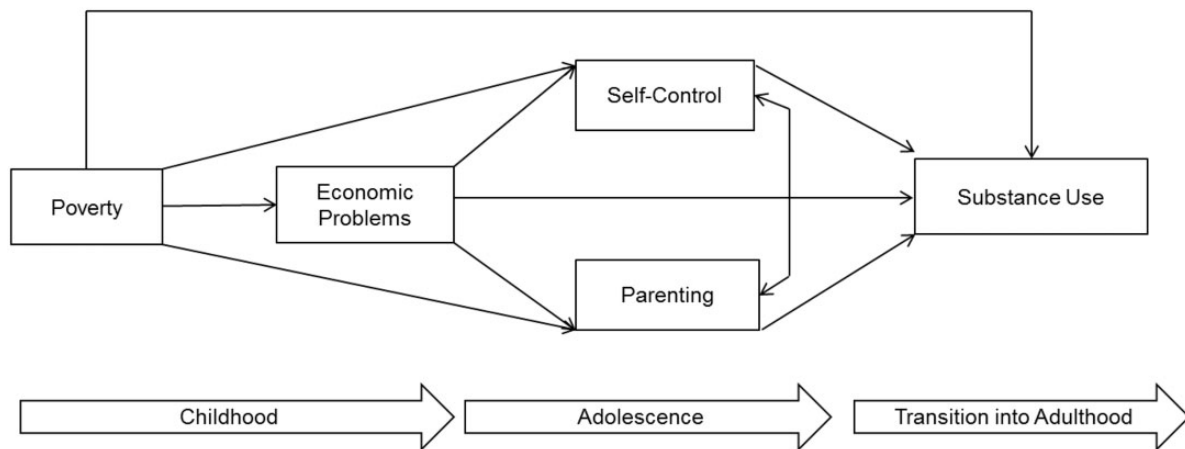 Self-Control
Poverty
Economic
Problems
Substance Use
Parenting
Childhood
Adolescence
Transition into Adulthood